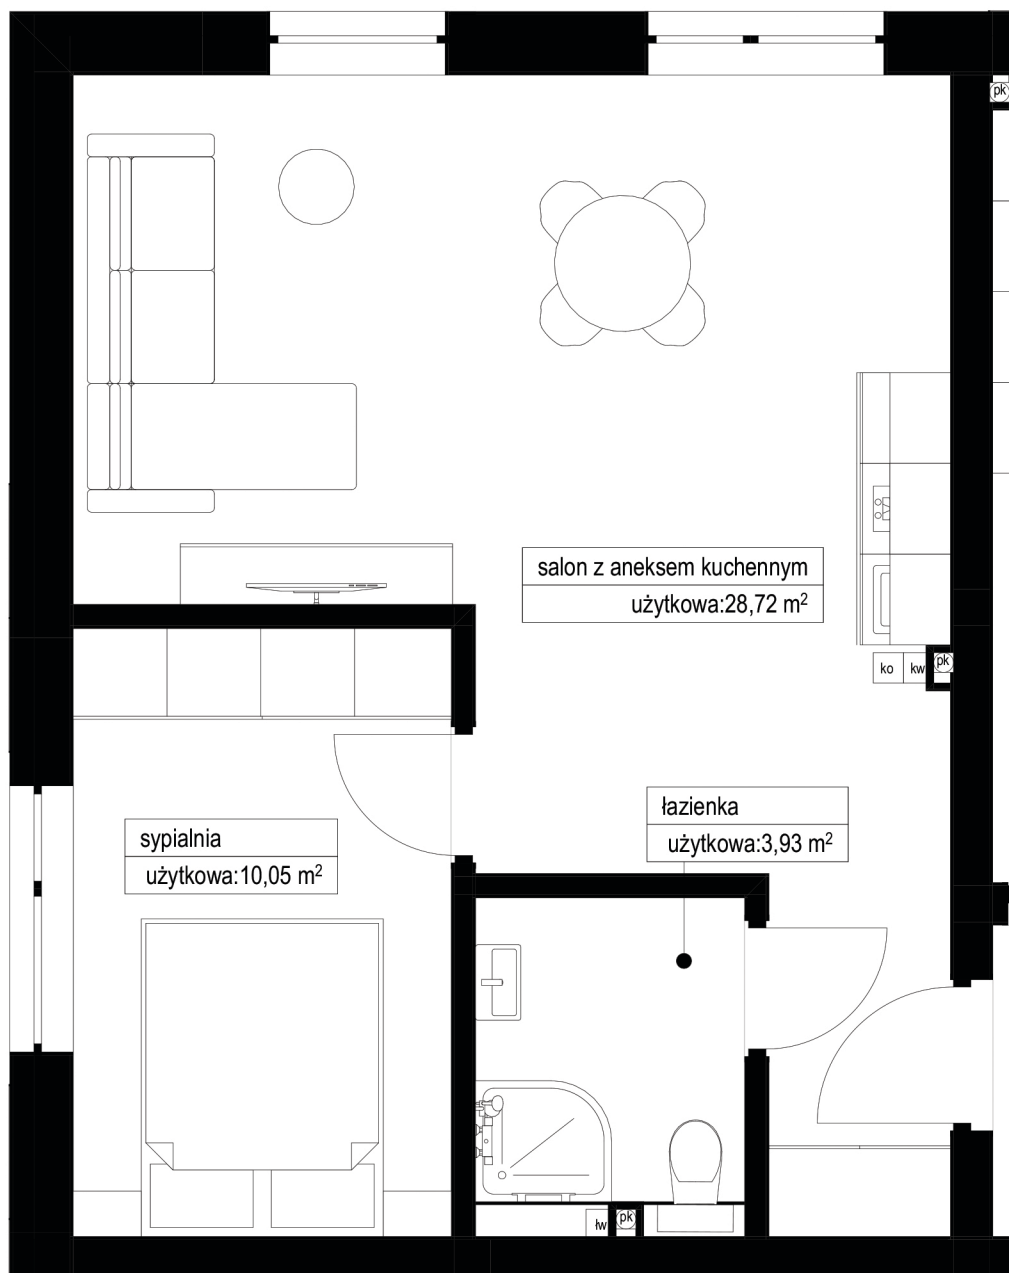 pk
salon z aneksem kuchennym
użytkowa:28,72 m²
ko
kw
pk
łazienka
użytkowa:3,93 m²
sypialnia
użytkowa:10,05 m²
łw
pk